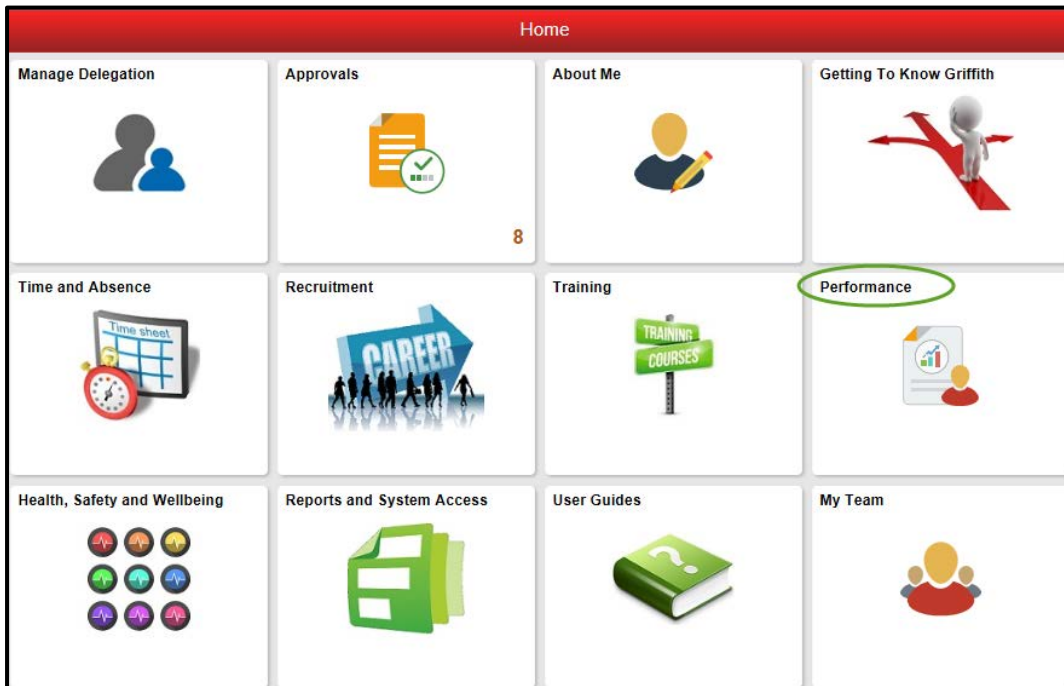 Home
Manage Delegation
Approvals
About Me
Getting To Know Griffith
8
Time and Absence
Recruitment
Training
Performance
Time sheet
CAREER
TRAINING
COURSES
Health, Safety and Wellbeing
Reports and System Access
User Guides
My Team
?